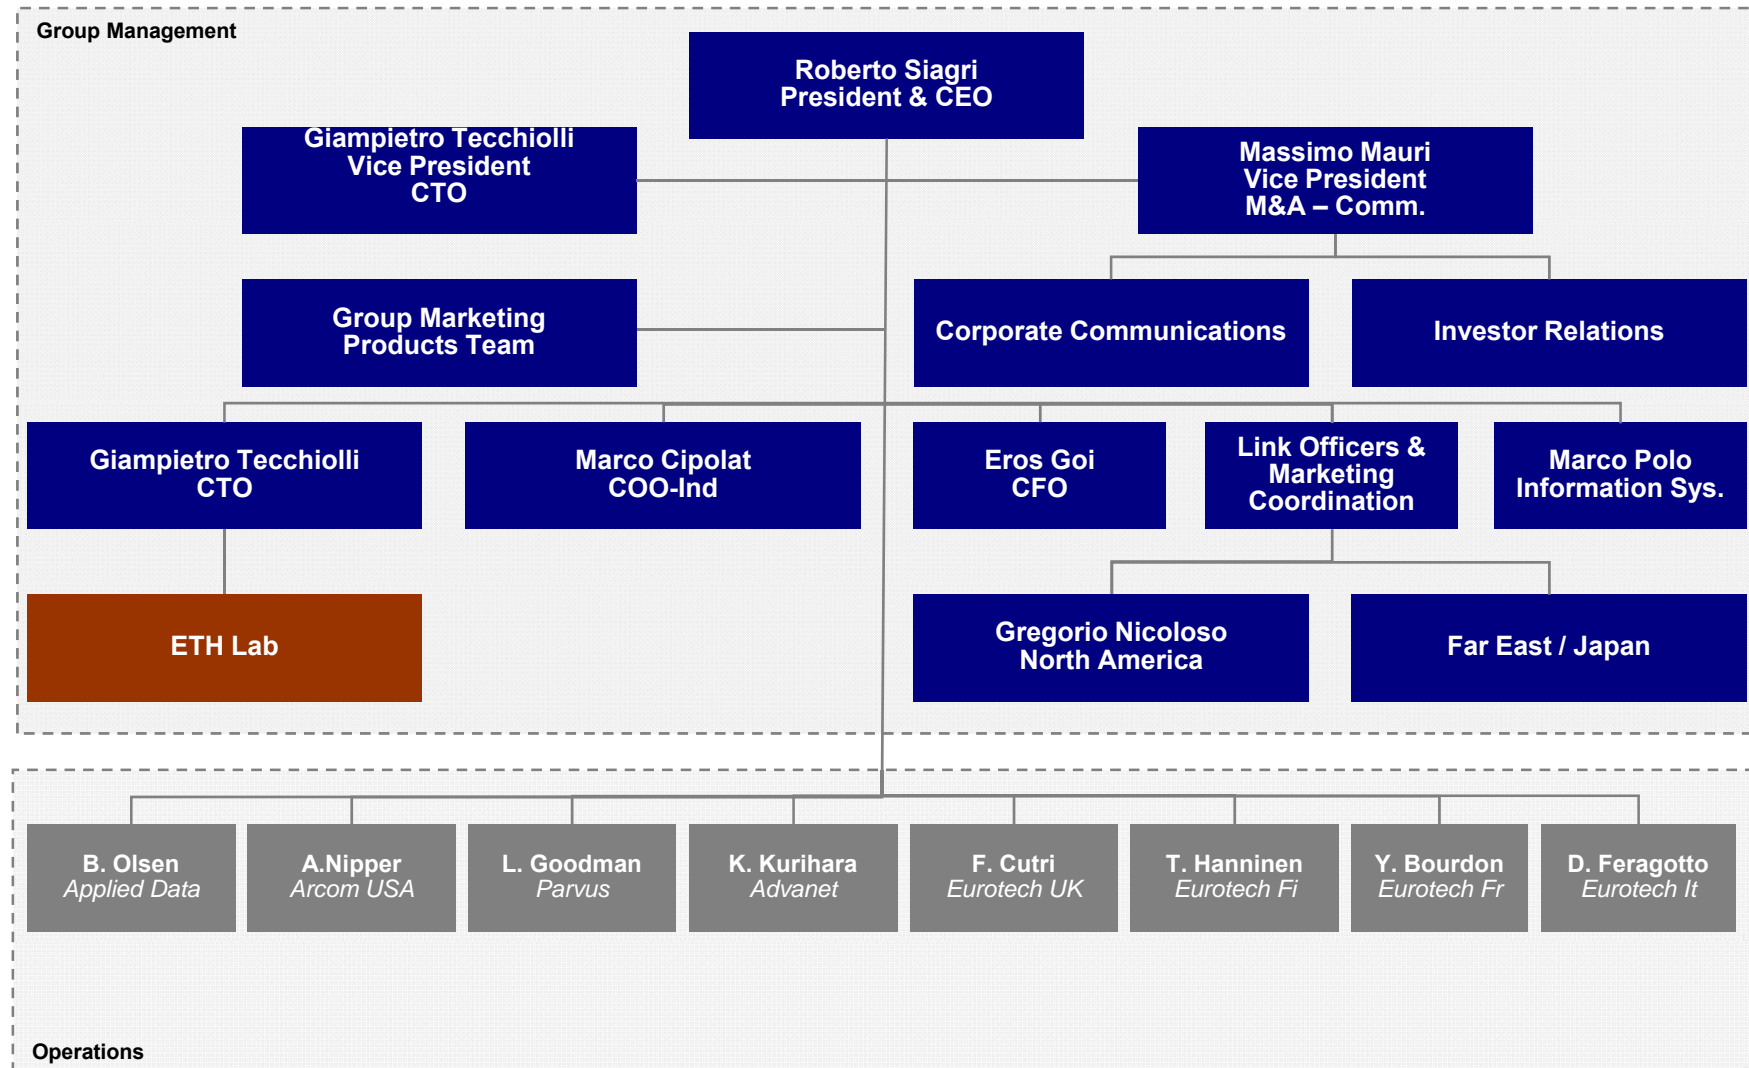 Group Management
Roberto Siagri
President & CEO
Giampietro Tecchiolli
Vice President
CTO
Massimo Mauri
Vice President
M&A – Comm.
Group Marketing
Products Team
Corporate Communications
Investor Relations
Giampietro Tecchiolli
CTO
Marco Cipolat
COO-Ind
Eros Goi
CFO
Link Officers &
Marketing
Coordination
Marco Polo
Information Sys.
ETH Lab
Gregorio Nicoloso
North America
Far East / Japan
B. Olsen
Applied Data
A.Nipper
Arcom USA
L. Goodman
Parvus
K. Kurihara
Advanet
F. Cutri
Eurotech UK
T. Hanninen
Eurotech Fi
Y. Bourdon
Eurotech Fr
D. Feragotto
Eurotech It
Operations